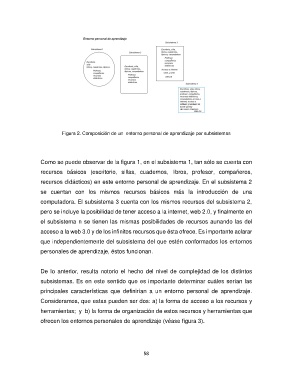 Entorno personal de aprendizaje
Subsistema 1
Subsistema 2
Subsistema 3
Subsistema n
Figura 2. Composición de un entorno personal de aprendizaje por subsistemas
Como se puede observar de la figura 1, en el subsistema 1, tan sólo se cuenta con
recursos básicos (escritorio, sillas, cuadernos, libros, profesor, compañeros,
recursos didácticos) en este entorno personal de aprendizaje. En el subsistema 2
se cuentan con los mismos recursos básicos más la introducción de una
computadora. El subsistema 3 cuenta con los mismos recursos del subsistema 2,
pero se incluye la posibilidad de tener acceso a la internet, web 2.0, y finalmente en
el subsistema n se tienen las mismas posibilidades de recursos aunando las del
acceso a la web 3.0 y de los infinitos recursos que ésta ofrece. Es importante aclarar
que independientemente del subsistema del que estén conformados los entornos
personales de aprendizaje, éstos funcionan.
De lo anterior, resulta notorio el hecho del nivel de complejidad de los distintos
subsistemas. Es en este sentido que es importante determinar cuáles serían las
principales características que definirían a un entorno personal de aprendizaje.
Consideramos, que estas pueden ser dos: a) la forma de acceso a los recursos y
herramientas; y b) la forma de organización de estos recursos y herramientas que
ofrecen los entornos personales de aprendizaje (véase figura 3).
58